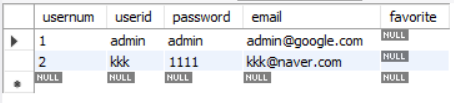 usernum userid password email favorite
1 admin admin admin@google.com NULL
2 kkk 1111 kkk@naver.com NULL
NULL NULL NULL NULL NULL